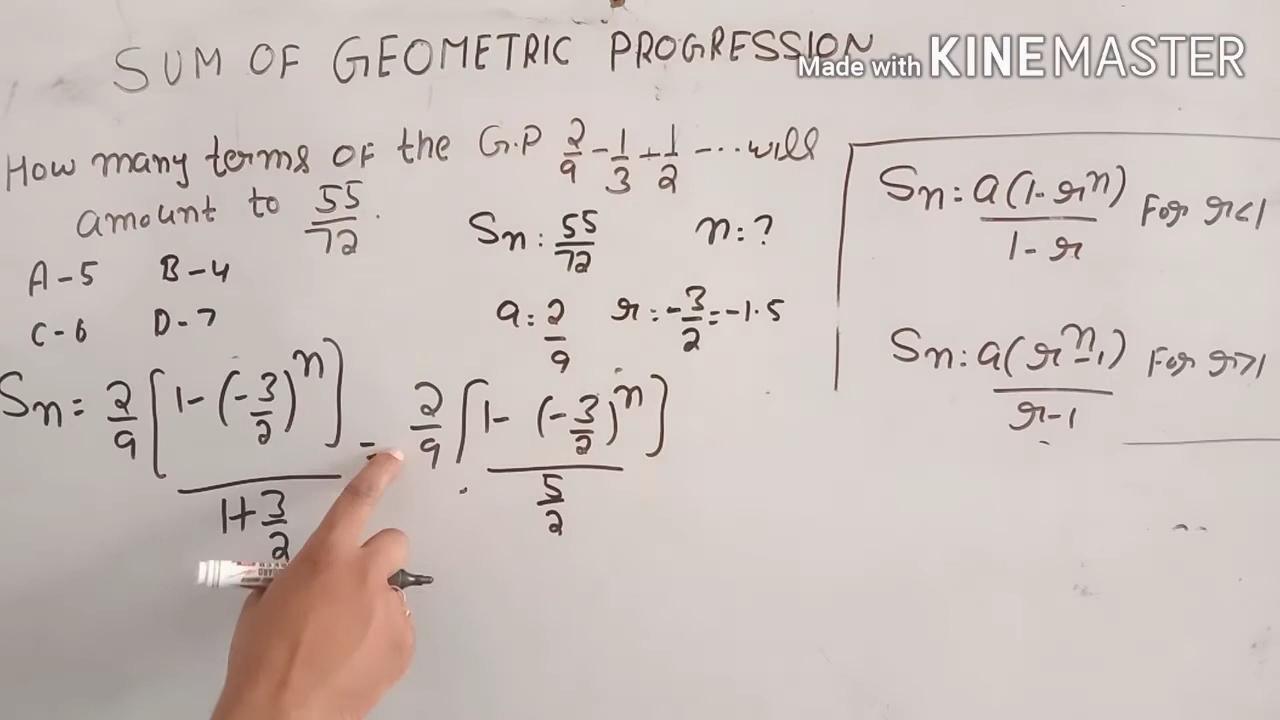 SUM OF GEOMETRIC PROGRESSION
Made with KINEMASTER
How many terms OF the G.P 2/9 - 1/3 + 1/2 --... will
amount to 55/72.
Sn : 55/72 n : ?
A - 5 B - 4
C - 6 D - 7
a : 2/9 r : -3/2 = -1.5
Sn = 2/9 [1 - (-3/2)^n] / 1 + 3/2 = 2/9 [1 - (-3/2)^n] / 5/2
Sn : a(1 - r^n) / 1 - r For r<1
Sn : a(r^n - 1) / r - 1 For r>1